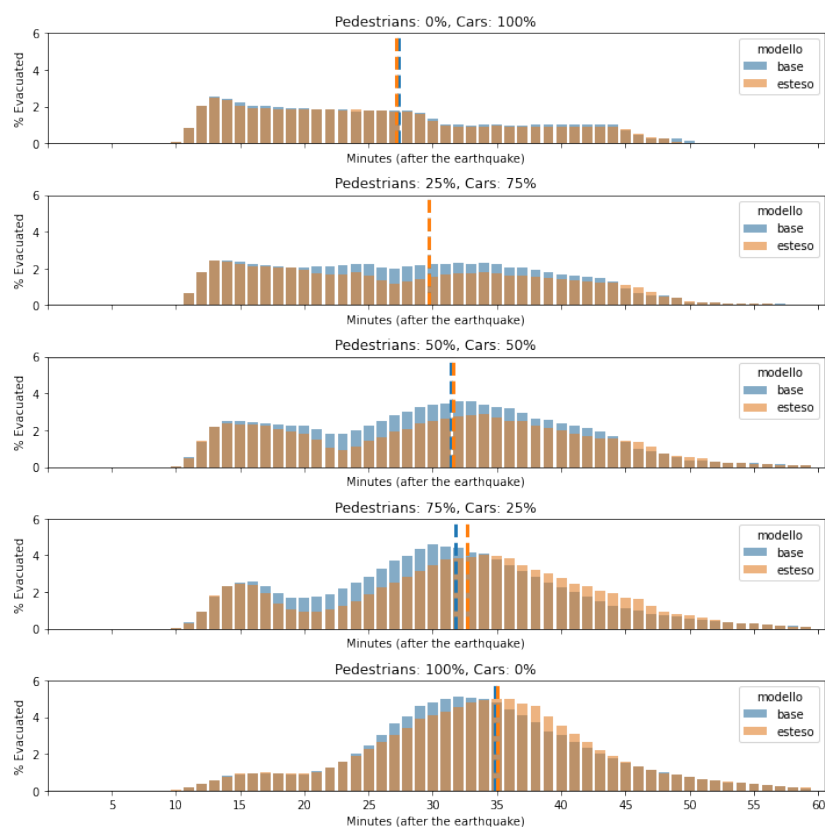 Pedestrians: 0%, Cars: 100%
6
4
2
0
% Evacuated
modello
base
esteso
Minutes (after the earthquake)
Pedestrians: 25%, Cars: 75%
6
4
2
0
% Evacuated
modello
base
esteso
Minutes (after the earthquake)
Pedestrians: 50%, Cars: 50%
6
4
2
0
% Evacuated
modello
base
esteso
Minutes (after the earthquake)
Pedestrians: 75%, Cars: 25%
6
4
2
0
% Evacuated
modello
base
esteso
Minutes (after the earthquake)
Pedestrians: 100%, Cars: 0%
6
4
2
0
% Evacuated
modello
base
esteso
5 10 15 20 25 30 35 40 45 50 55 60
Minutes (after the earthquake)